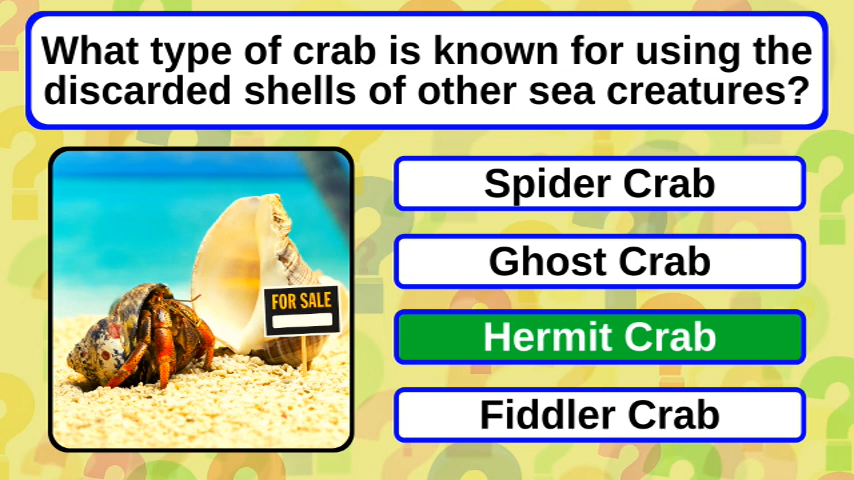 What type of crab is known for using the
discarded shells of other sea creatures?
FOR SALE
Spider Crab
Ghost Crab
Hermit Crab
Fiddler Crab